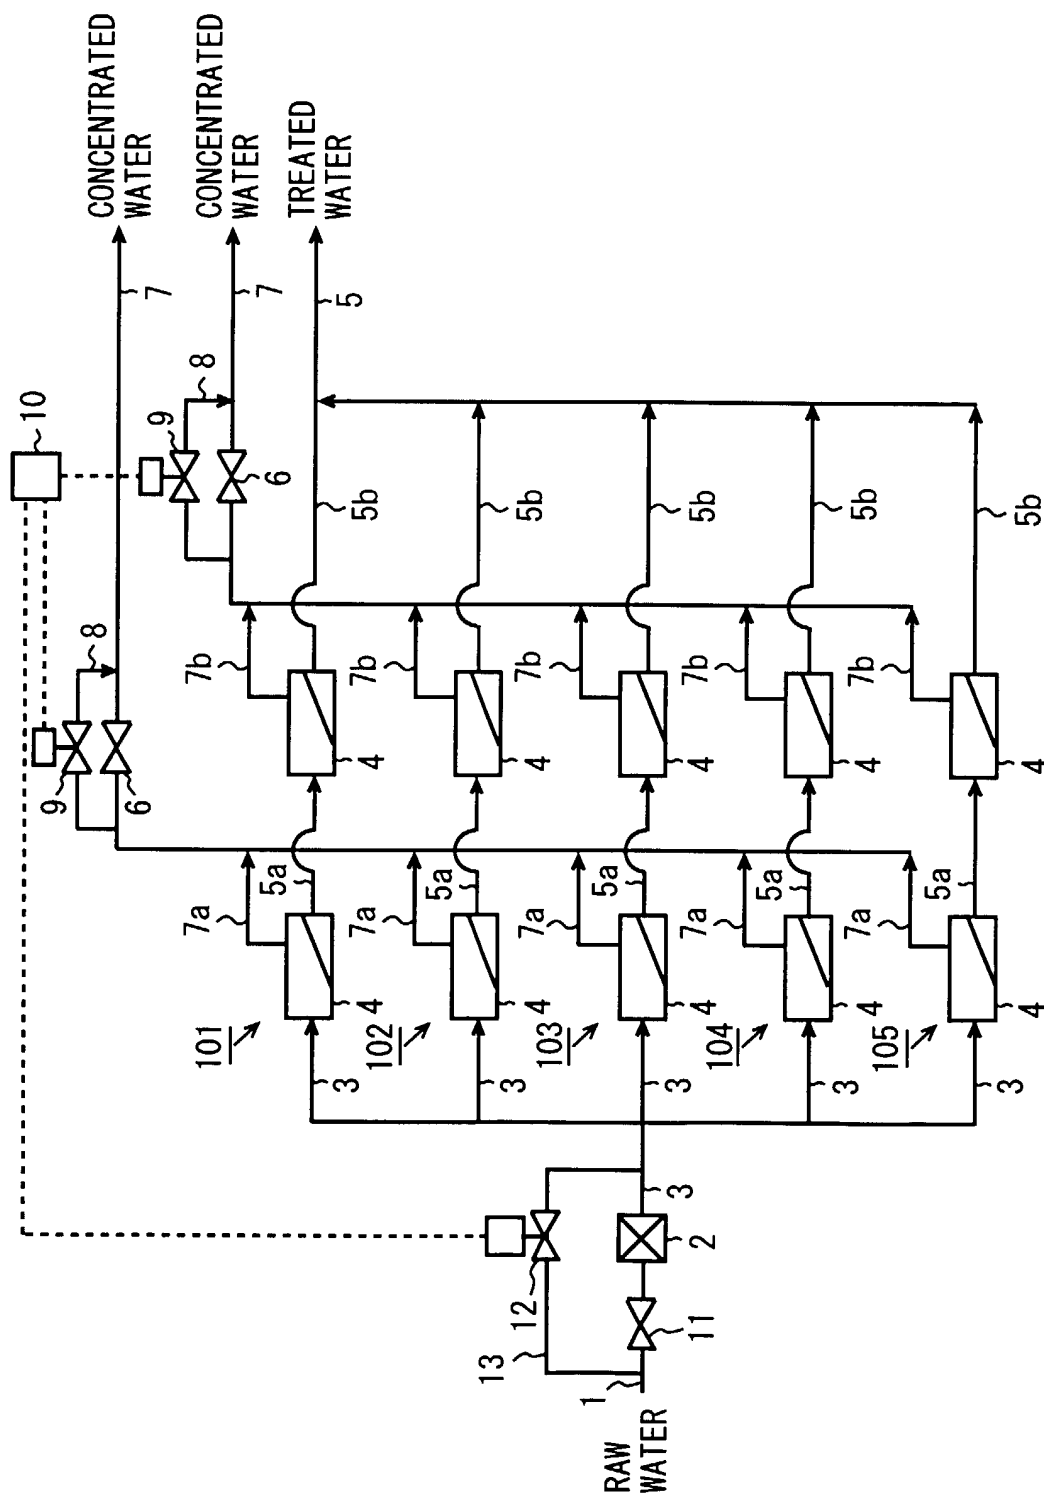 CONCENTRATED
WATER
CONCENTRATED
WATER
TREATED
WATER
7
7
5
10
8
9
6
5b
5b
5b
5b
5b
8
9
6
7b
7b
7b
7b
7b
4
4
4
4
4
5a
5a
5a
5a
5a
7a
7a
7a
7a
7a
4
4
4
4
4
101
102
103
104
105
3
3
3
3
3
3
2
12
11
13
1
RAW
WATER